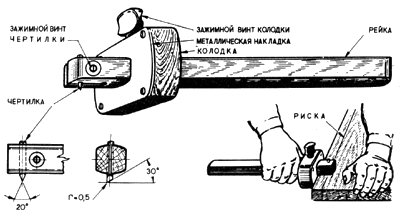 ЗАЖИМНОЙ ВИНТ
ЧЕРТИЛКИ
ЗАЖИМНОЙ ВИНТ КОЛОДКИ
МЕТАЛЛИЧЕСКАЯ НАКЛАДКА
КОЛОДКА
РЕЙКА
ЧЕРТИЛКА
РИСКА
30°
r=0,5
20°